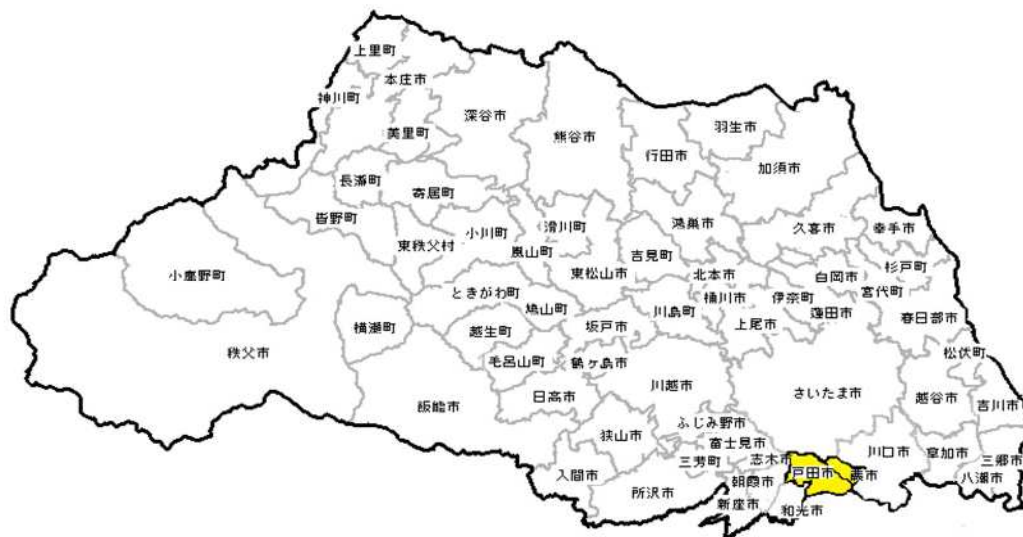 上里町
本庄市
神川町
美里町
深谷市
熊谷市
行田市
羽生市
加須市
長瀞町
寄居町
皆野町
東秩父村
小川町
嵐山町
滑川町
東松山市
吉見町
鴻巣市
北本市
久喜市
幸手市
杉戸町
白岡市
宮代町
小鹿野町
ときがわ町
鳩山町
川島町
桶川市
伊奈町
蓮田市
上尾市
春日部市
横瀬町
越生町
坂戸市
秩父市
毛呂山町
鶴ヶ島市
松伏町
飯能市
日高市
川越市
さいたま市
越谷市
吉川市
狭山市
ふじみ野市
富士見市
三芳町
志木市
川口市
草加市
三郷市
八潮市
入間市
所沢市
朝霞市
新座市
和光市
戸田市
蕨市